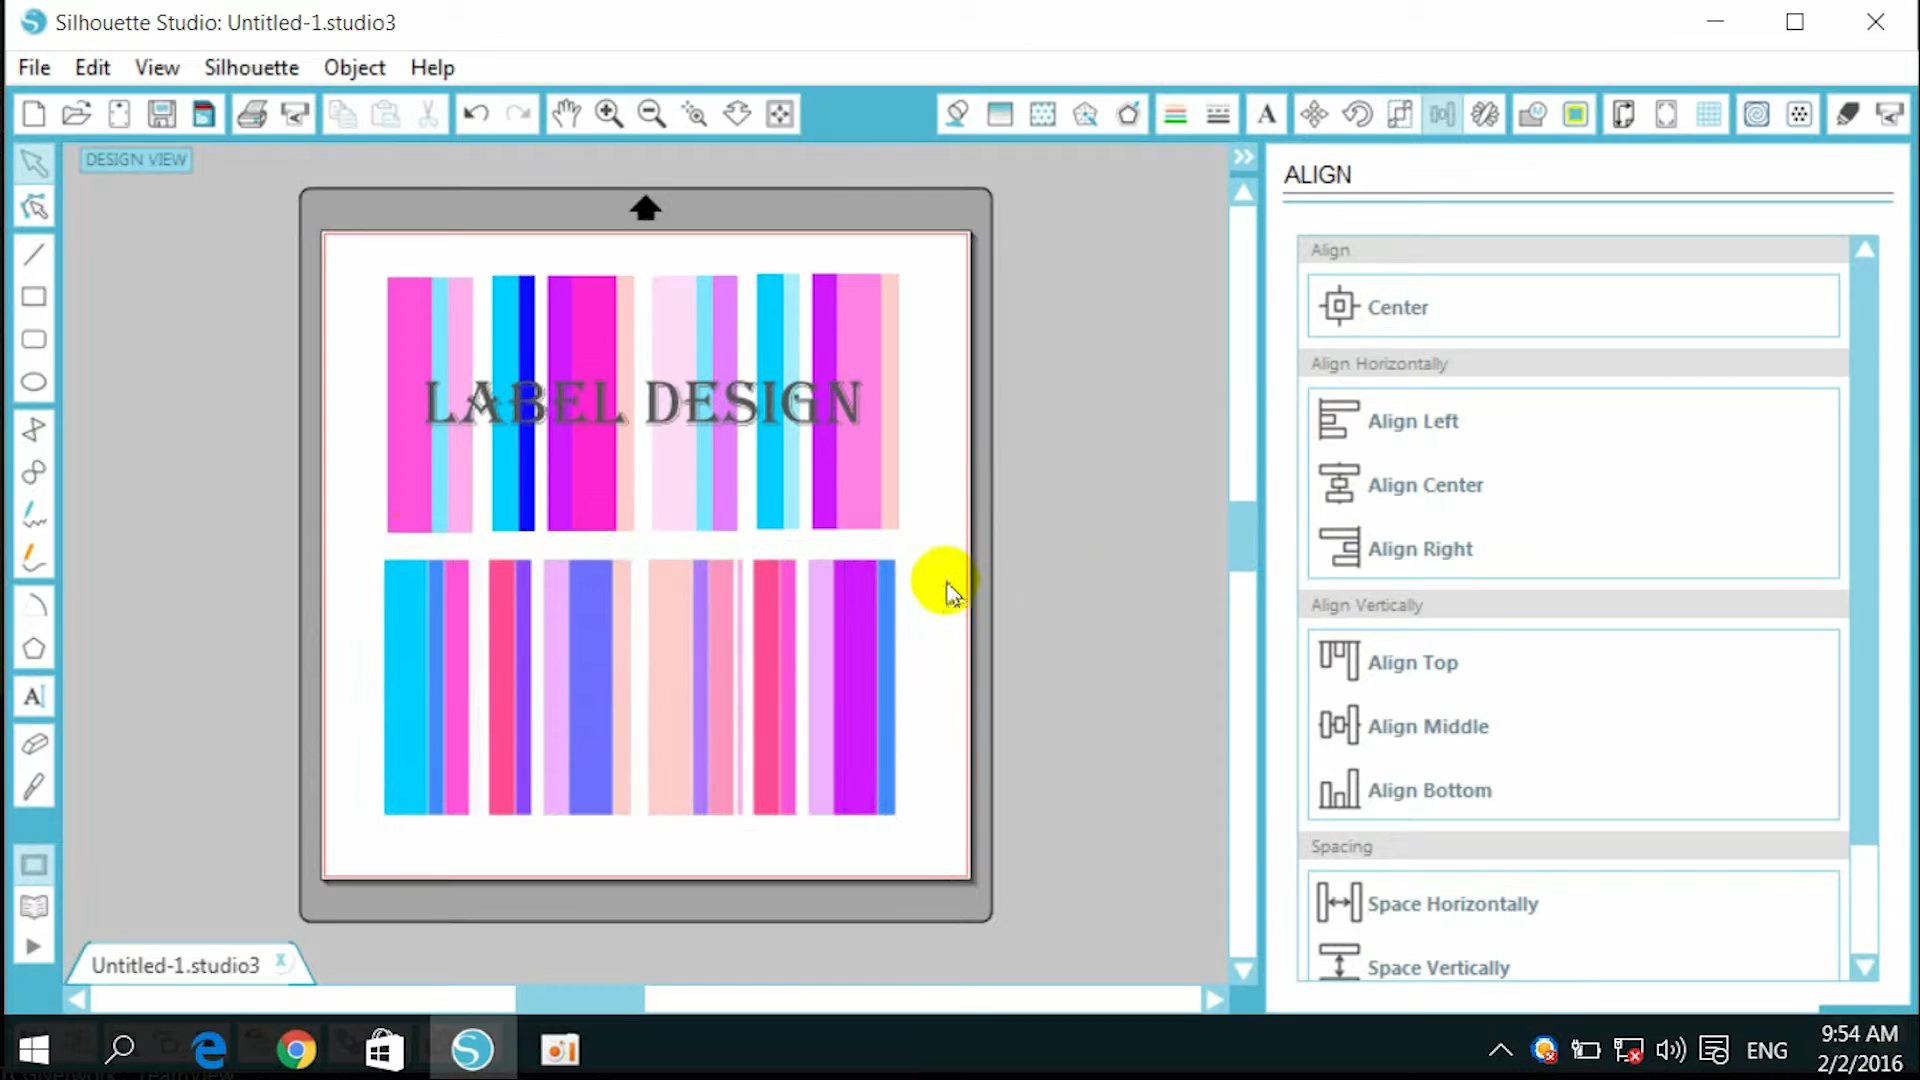 Silhouette Studio: Untitled-1.studio3
File Edit View Silhouette Object Help
DESIGN VIEW
ALIGN
Align
Center
Align Horizontally
Align Left
Align Center
Align Right
Align Vertically
Align Top
Align Middle
Align Bottom
Spacing
Space Horizontally
Space Vertically
LABEL DESIGN
Untitled-1.studio3 x
ENG
9:54 AM
2/2/2016